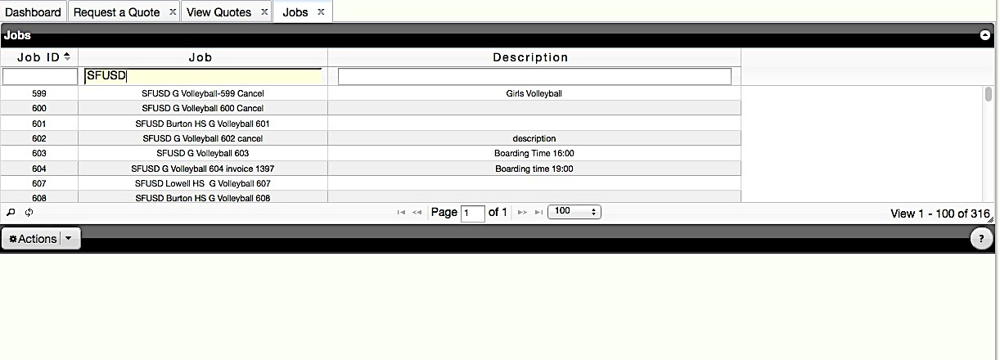 Dashboard Request a Quote x View Quotes x Jobs x
Jobs
Job ID Job Description
SFUSD
599 SFUSD G Volleyball-599 Cancel Girls Volleyball
600 SFUSD G Volleyball 600 Cancel
601 SFUSD Burton HS G Volleyball 601
602 SFUSD G Volleyball 602 cancel description
603 SFUSD G Volleyball 603 Boarding Time 16:00
604 SFUSD G Volleyball 604 invoice 1397 Boarding time 19:00
607 SFUSD Lowell HS G Volleyball 607
608 SFUSD Burton HS G Volleyball 608
Page 1 of 1 100 View 1 - 100 of 316
Actions ?